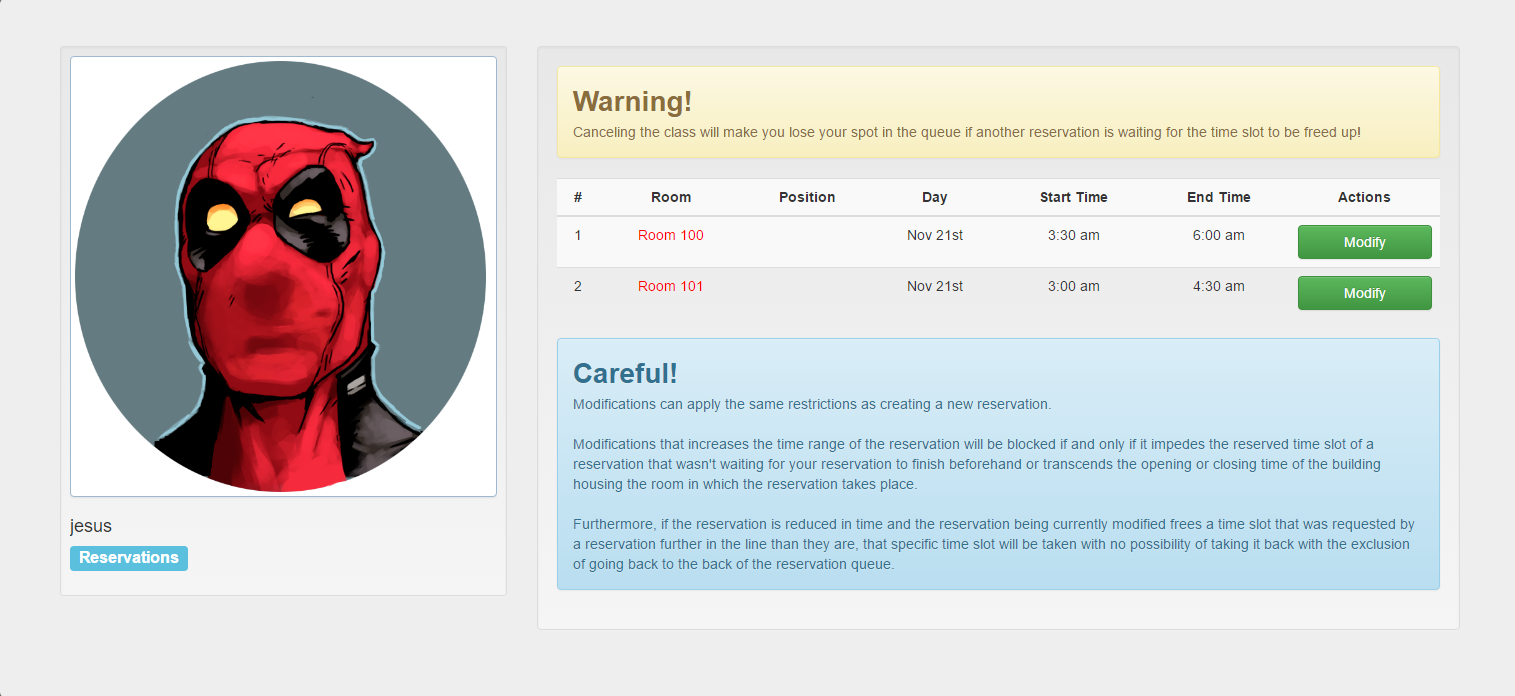 jesus
Reservations
Warning!
Canceling the class will make you lose your spot in the queue if another reservation is waiting for the time slot to be freed up!
# Room Position Day Start Time End Time Actions
1 Room 100 Nov 21st 3:30 am 6:00 am Modify
2 Room 101 Nov 21st 3:00 am 4:30 am Modify
Careful!
Modifications can apply the same restrictions as creating a new reservation.
Modifications that increases the time range of the reservation will be blocked if and only if it impedes the reserved time slot of a
reservation that wasn't waiting for your reservation to finish beforehand or transcends the opening or closing time of the building
housing the room in which the reservation takes place.
Furthermore, if the reservation is reduced in time and the reservation being currently modified frees a time slot that was requested by
a reservation further in the line than they are, that specific time slot will be taken with no possibility of taking it back with the exclusion
of going back to the back of the reservation queue.